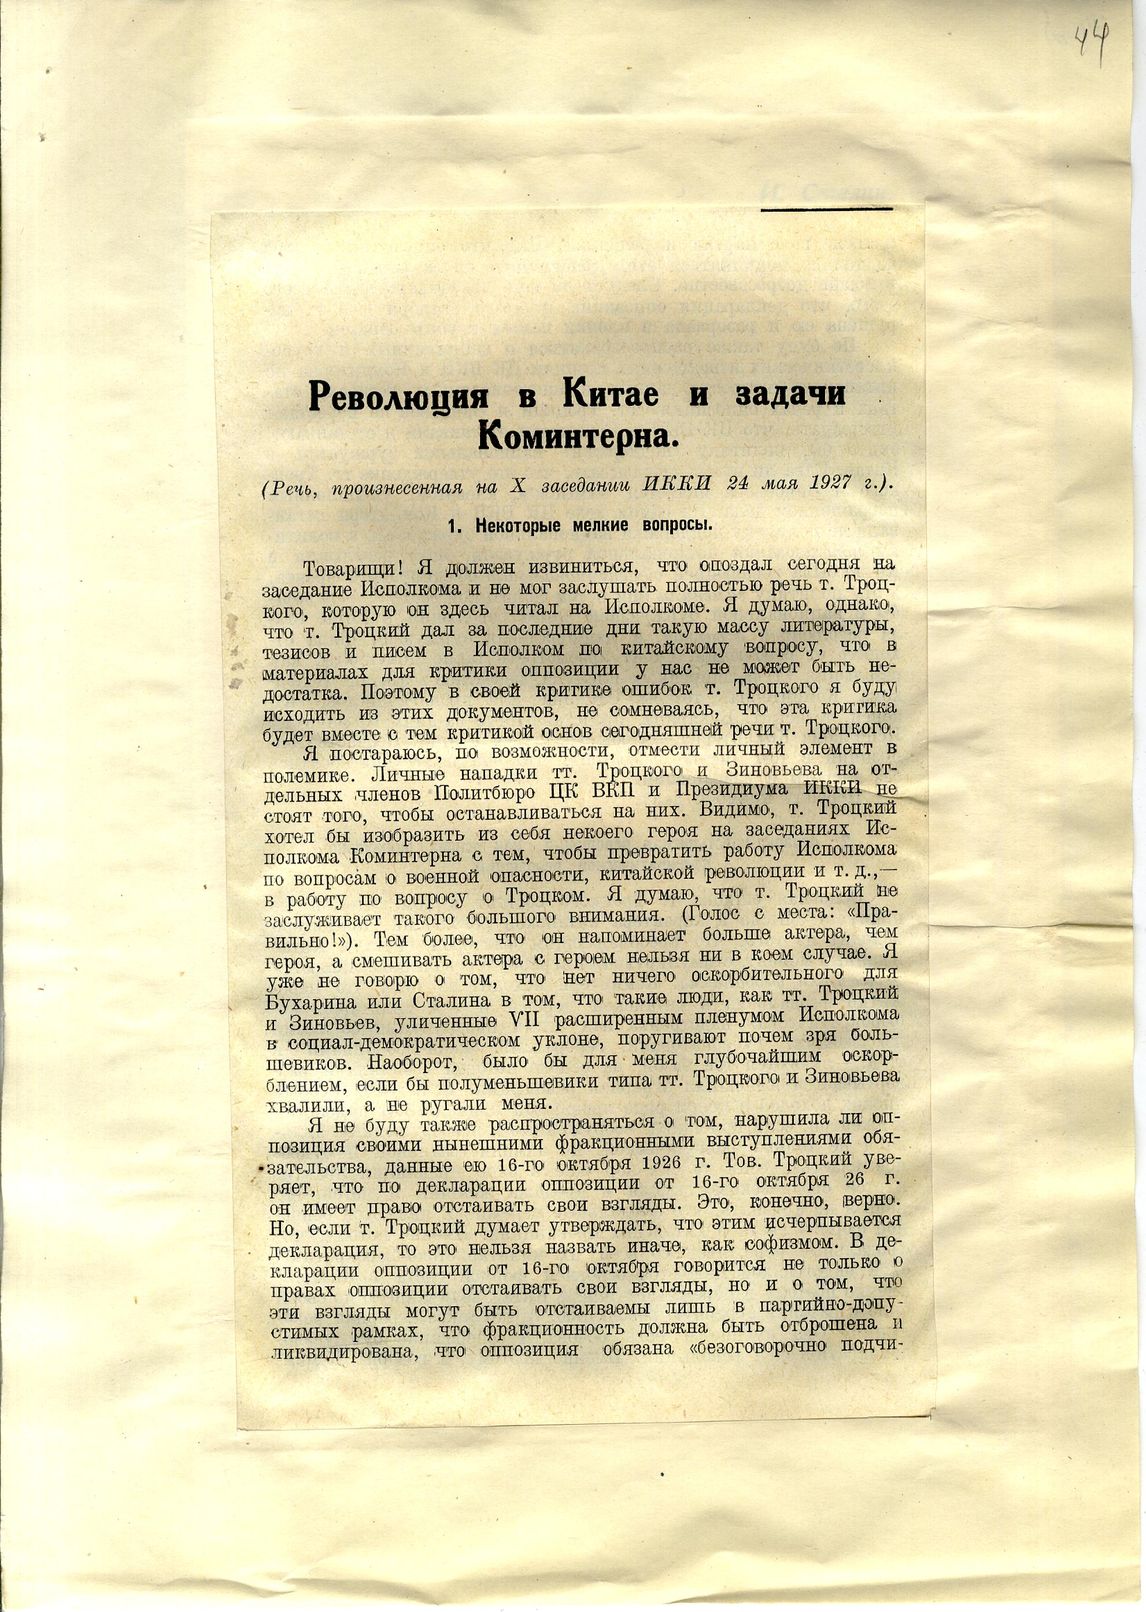 44
Революция в Китае и задачи
Коминтерна.
(Речь, произнесенная на X заседании ИККИ 24 мая 1927 г.).
1. Некоторые мелкие вопросы.
Товарищи! Я должен извиниться, что опоздал сегодня на
заседание Исполкома и не мог заслушать полностью речь т. Троц-
кого, которую он здесь читал на Исполкоме. Я думаю, однако,
что т. Троцкий дал за последние дни такую массу литературы,
тезисов и писем в Исполком по китайскому вопросу, что в
материалах для критики оппозиции у нас не может быть не-
достатка. Поэтому в своей критике ошибок т. Троцкого я буду
исходить из этих документов, не сомневаясь, что эта критика
будет вместе с тем критикой основ сегодняшней речи т. Троцкого.
Я постараюсь, по возможности, отмести личный элемент в
полемике. Личные нападки тт. Троцкого и Зиновьева на от-
дельных членов Политбюро ЦК ВКП и Президиума ИККИ не
стоят того, чтобы останавливаться на них. Видимо, т. Троцкий
хотел бы изобразить из себя некоего героя на заседаниях Ис-
полкома Коминтерна с тем, чтобы превратить работу Исполкома
по вопросам о военной опасности, китайской революции и т. д.,—
в работу по вопросу о Троцком. Я думаю, что т. Троцкий не
заслуживает такого большого внимания. (Голос с места: «Пра-
вильно!»). Тем более, что он напоминает больше актера, чем
героя, а смешивать актера с героем нельзя ни в коем случае. Я
уже не говорю о том, что нет ничего оскорбительного для
Бухарина или Сталина в том, что такие люди, как тт. Троцкий
и Зиновьев, уличенные VII расширенным пленумом Исполкома
в социал-демократическом уклоне, поругивают почем зря боль-
шевиков. Наоборот, было бы для меня глубочайшим оскор-
блением, если бы полуменьшевики типа тт. Троцкого и Зиновьева
хвалили, а не ругали меня.
Я не буду также распространяться о том, нарушила ли оп-
позиция своими нынешними фракционными выступлениями обя-
зательства, данные ею 16-го октября 1926 г. Тов. Троцкий уве-
ряет, что по декларации оппозиции от 16-го октября 26 г.
он имеет право отстаивать свои взгляды. Это, конечно, верно.
Но, если т. Троцкий думает утверждать, что этим исчерпывается
декларация, то это нельзя назвать иначе, как софизмом. В де-
кларации оппозиции от 16-го октября говорится не только о
правах оппозиции отстаивать свои взгляды, но и о том, что
эти взгляды могут быть отстаиваемы лишь в партийно-допу-
стимых рамках, что фракционность должна быть отброшена и
ликвидирована, что оппозиция обязана «безоговорочно подчи-